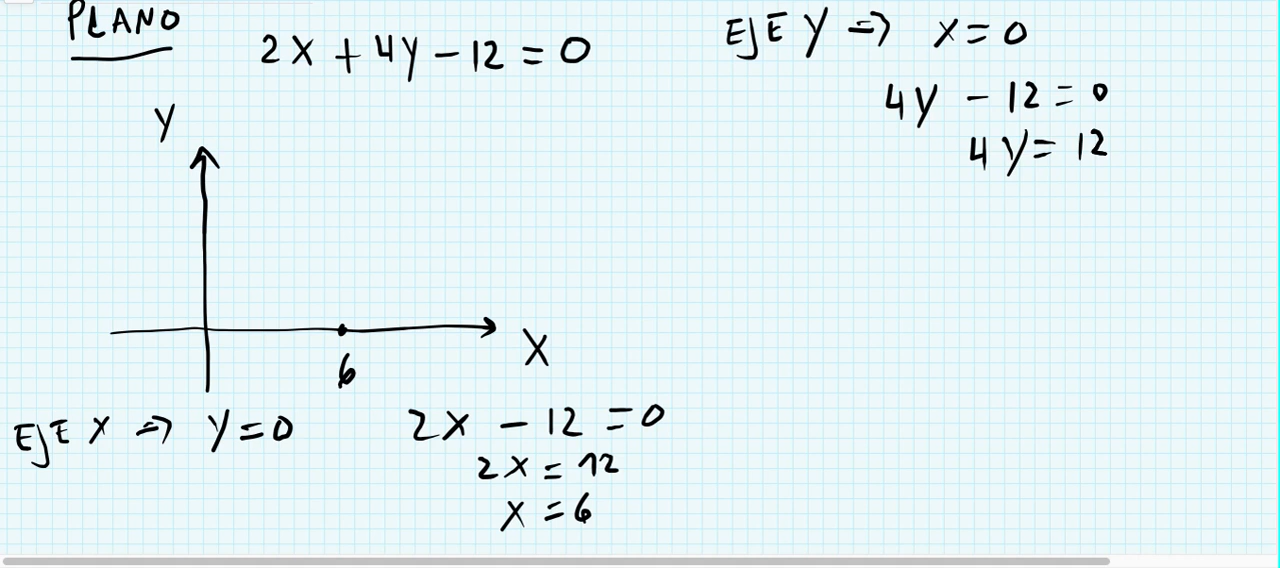 PLANO
2X + 4Y - 12 = 0
Y
X
6
EJE X => Y = 0
2X - 12 = 0
2X = 12
X = 6
EJE Y => X = 0
4Y - 12 = 0
4Y = 12